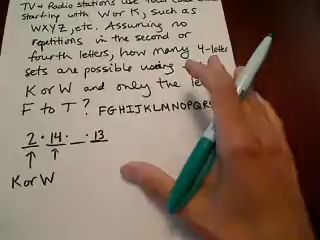 TV & Radio stations use four
starting with W or K, such as
WXYZ, etc. Assuming no
repetitions in the second or
fourth letters, how many 4-letter
sets are possible using
K or W and only the le
F to T? FGHIJKLMNOPQR
2 · 14 · _ · 13
↑ ↑
K or W